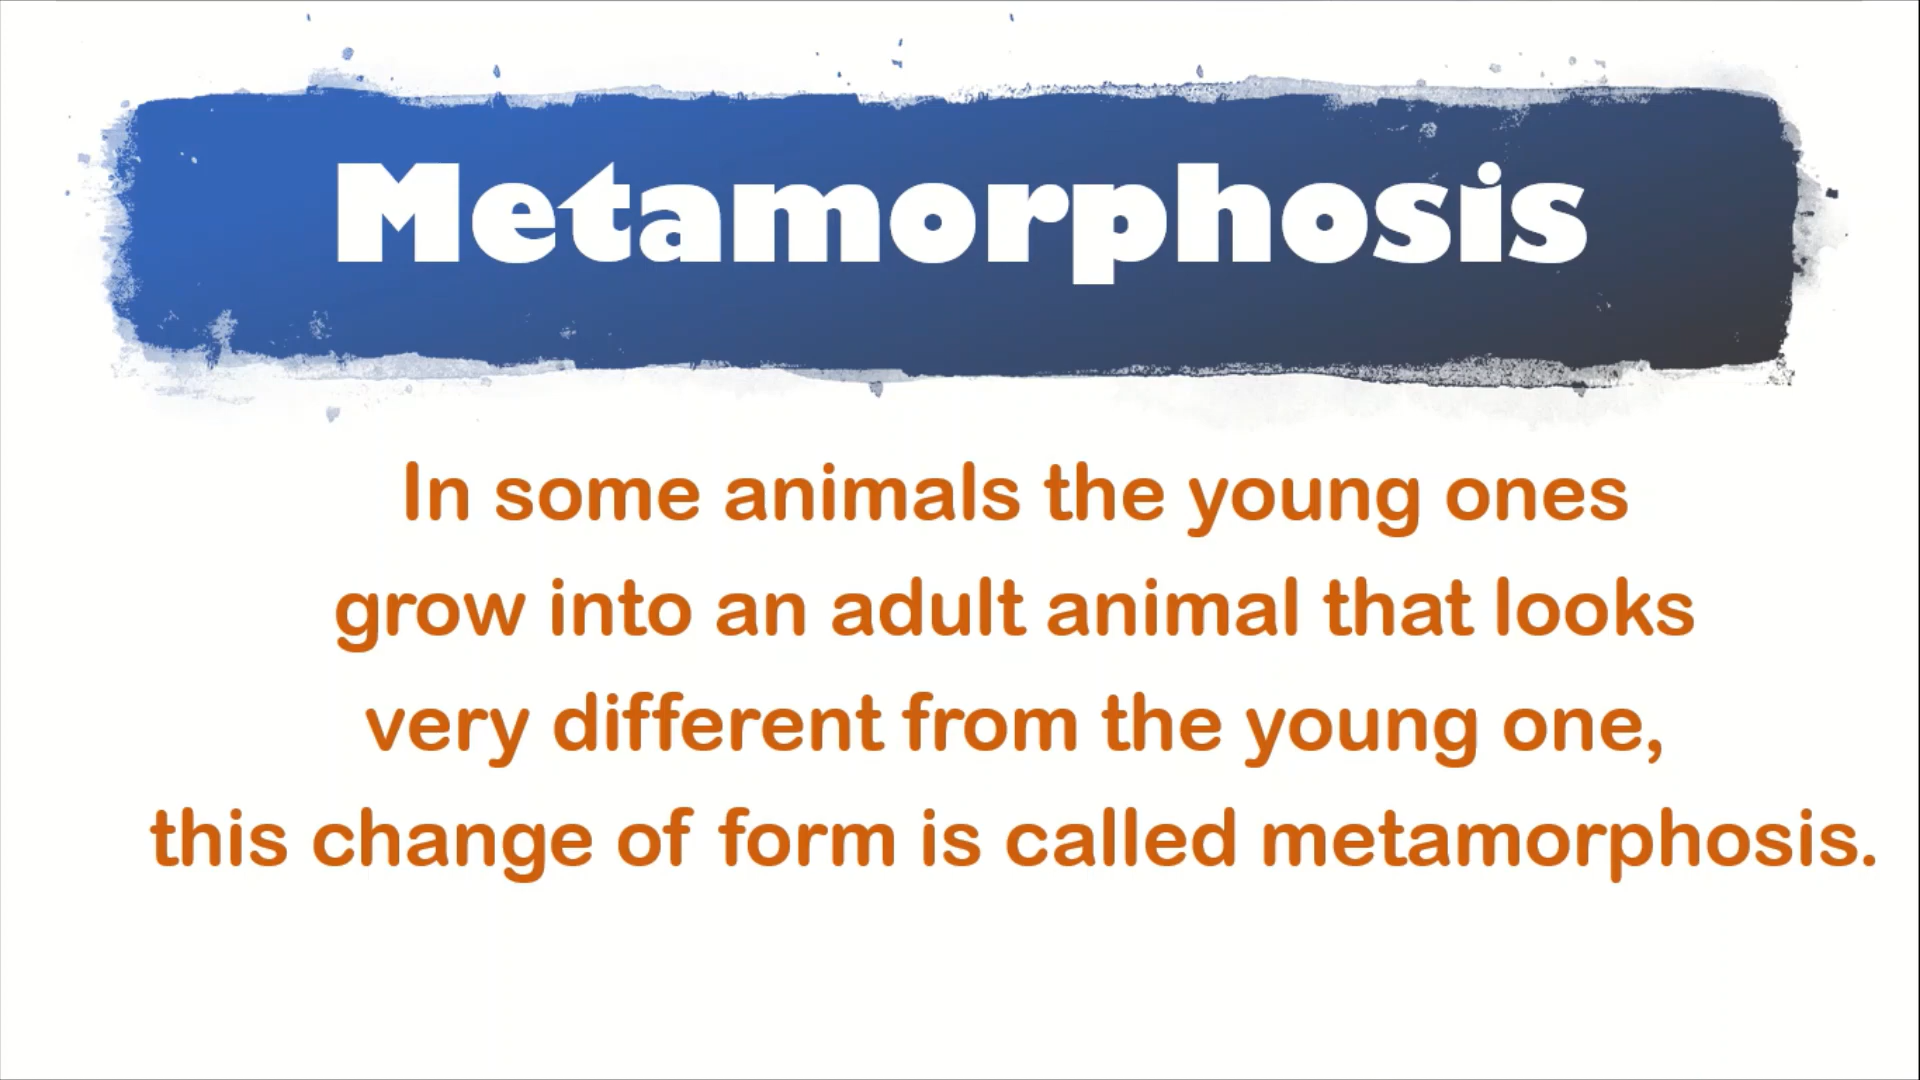 Metamorphosis
In some animals the young ones
grow into an adult animal that looks
very different from the young one,
this change of form is called metamorphosis.